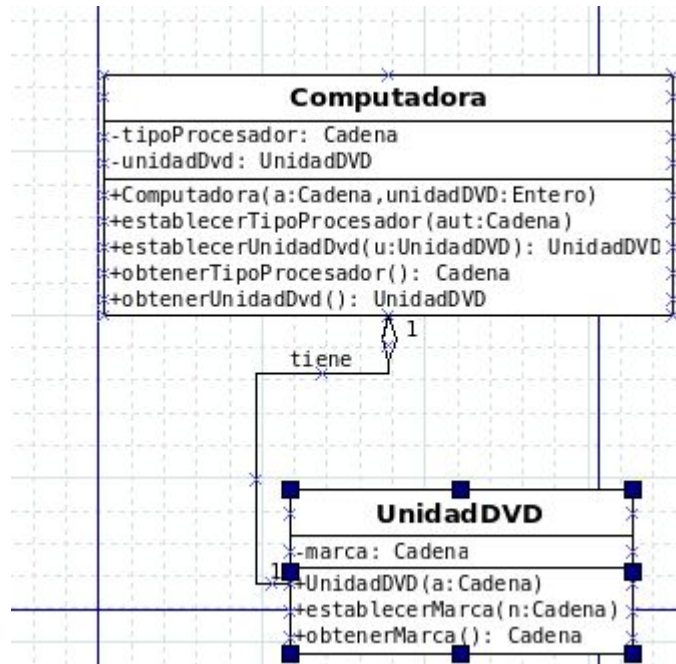 Computadora
-tipoProcesador: Cadena
-unidadDvd: UnidadDVD
+Computadora(a:Cadena,unidadDVD:Entero)
+establecerTipoProcesador(aut:Cadena)
+establecerUnidadDvd(u:UnidadDVD): UnidadDVD
+obtenerTipoProcesador(): Cadena
+obtenerUnidadDvd(): UnidadDVD
1
tiene
UnidadDVD
-marca: Cadena
1
+UnidadDVD(a:Cadena)
+establecerMarca(n:Cadena)
+obtenerMarca(): Cadena